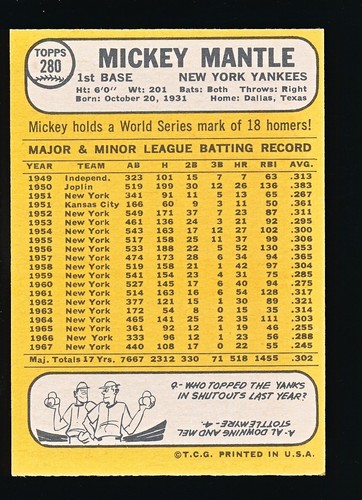 TOPPS
280
MICKEY MANTLE
1st BASE NEW YORK YANKEES
Ht: 6'0" Wt: 201 Bats: Both Throws: Right
Born: October 20, 1931 Home: Dallas, Texas
Mickey holds a World Series mark of 18 homers!
MAJOR & MINOR LEAGUE BATTING RECORD
YEAR TEAM AB H 2B 3B HR RBI AVG.
1949 Independ. 323 101 15 7 7 63 .313
1950 Joplin 519 199 30 12 26 136 .383
1951 New York 341 91 11 5 13 65 .267
1951 Kansas City 166 60 9 3 11 50 .361
1952 New York 549 171 37 7 23 87 .311
1953 New York 461 136 24 3 21 92 .295
1954 New York 543 163 17 12 27 102 .300
1955 New York 517 158 25 11 37 99 .306
1956 New York 533 188 22 5 52 130 .353
1957 New York 474 173 28 6 34 94 .365
1958 New York 519 158 21 1 42 97 .304
1959 New York 541 154 23 4 31 75 .285
1960 New York 527 145 17 6 40 94 .275
1961 New York 514 163 16 6 54 128 .317
1962 New York 377 121 15 1 30 89 .321
1963 New York 172 54 8 0 15 35 .314
1964 New York 465 141 25 2 35 111 .303
1965 New York 361 92 12 1 19 46 .255
1966 New York 333 96 12 1 23 56 .288
1967 New York 440 108 17 0 22 55 .245
Maj. Totals 17 Yrs. 7667 2312 330 71 518 1455 .302
Q-WHO TOPPED THE YANKS
IN SHUTOUTS LAST YEAR?
A-AL DOWNING AND MEL
STOTTLEMYRE-4.
©T.C.G. PRINTED IN U.S.A.